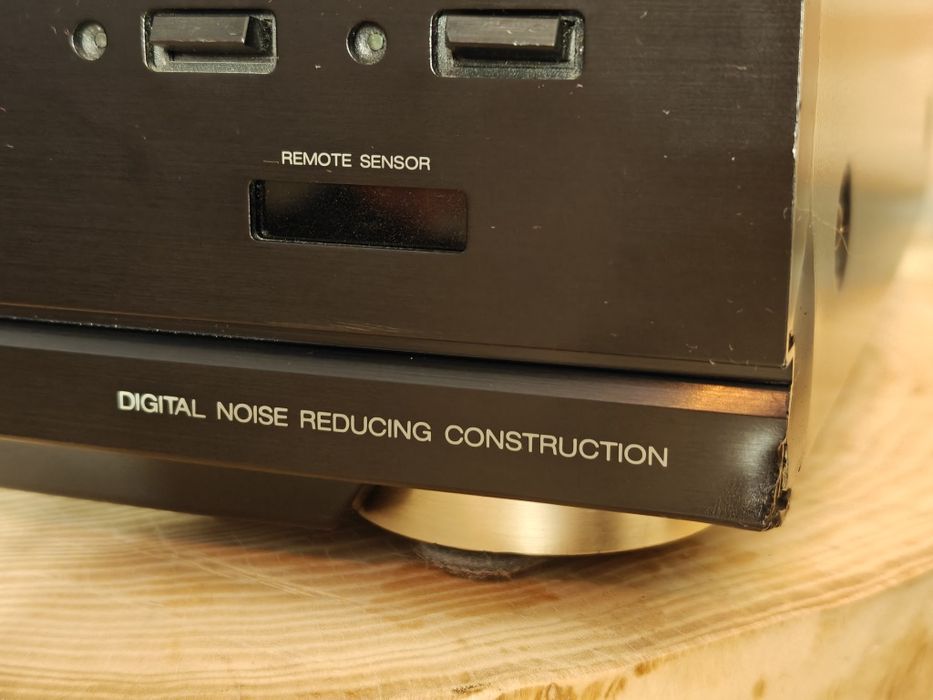 REMOTE SENSOR
DIGITAL NOISE REDUCING CONSTRUCTION